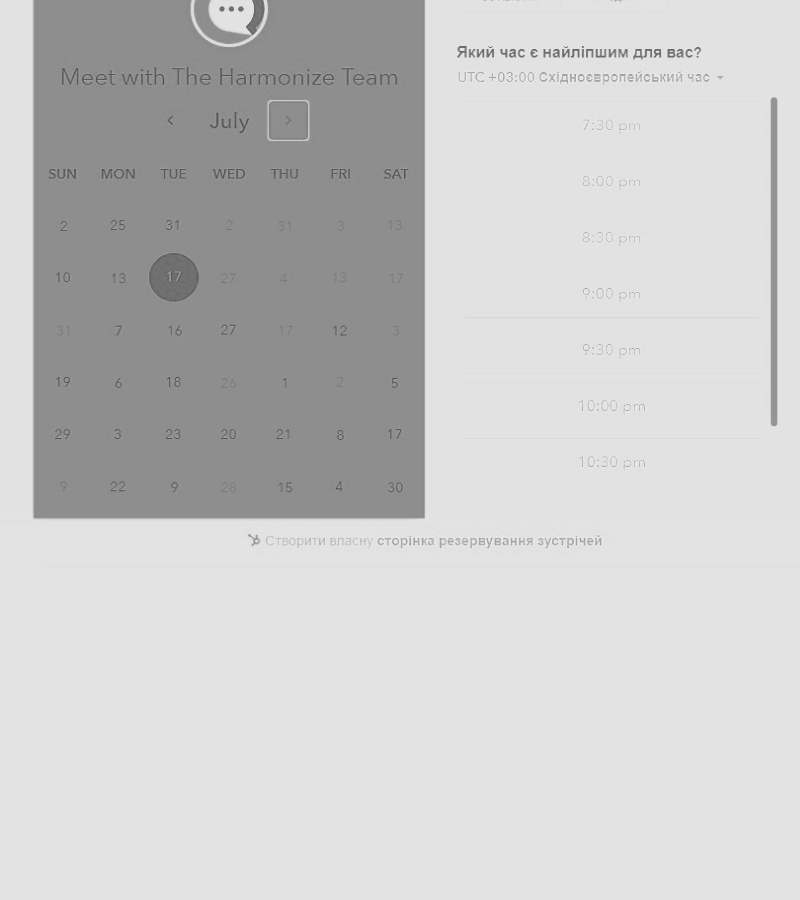 Meet with The Harmonize Team
July
SUN MON TUE WED THU FRI SAT
2 25 31 2 31 3 13
10 13 17 27 4 13 17
31 7 16 27 17 12 3
19 6 18 26 1 2 5
29 3 23 20 21 8 17
9 22 9 28 15 4 30
Який час є найліпшим для вас?
UTC +03:00 Східноєвропейський час
7:30 pm
8:00 pm
8:30 pm
9:00 pm
9:30 pm
10:00 pm
10:30 pm
Створити власну сторінка резервування зустрічей